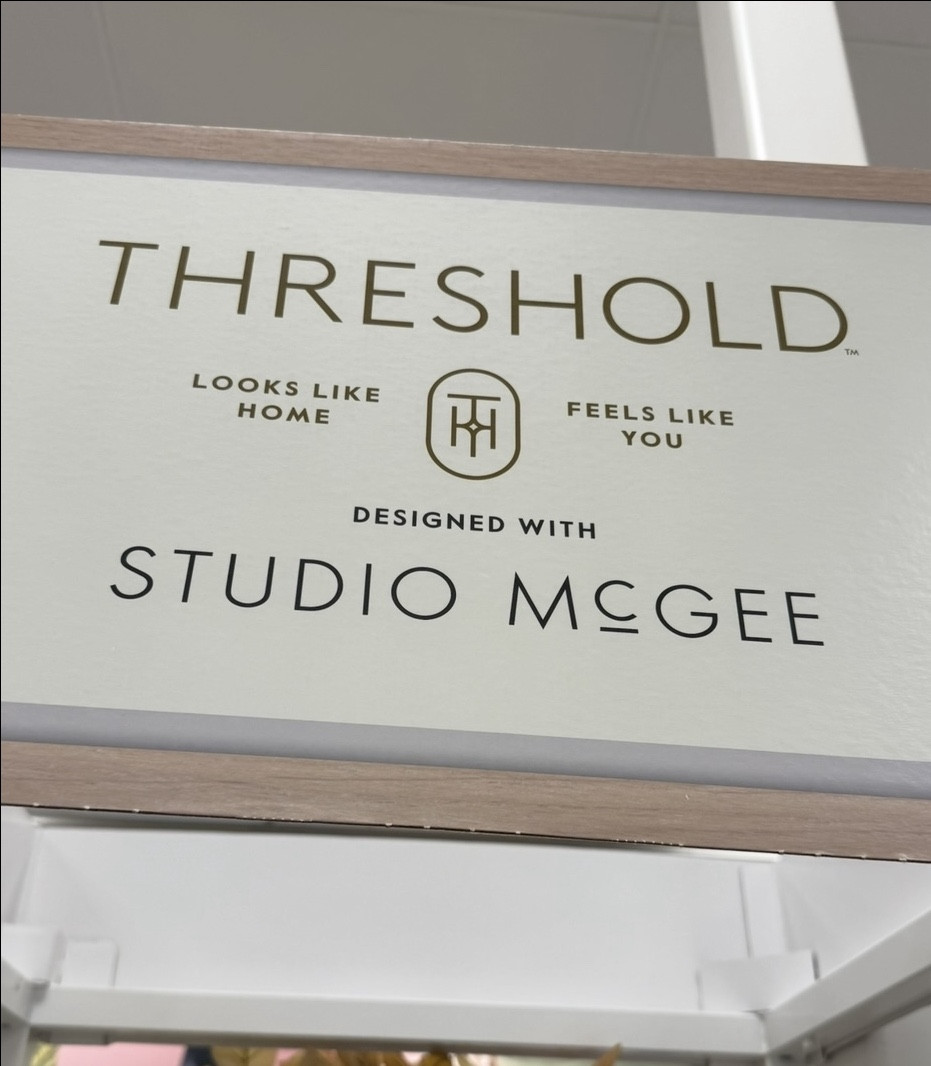 THRESHOLD™
LOOKS LIKE
HOME
FEELS LIKE
YOU
DESIGNED WITH
STUDIO McGEE